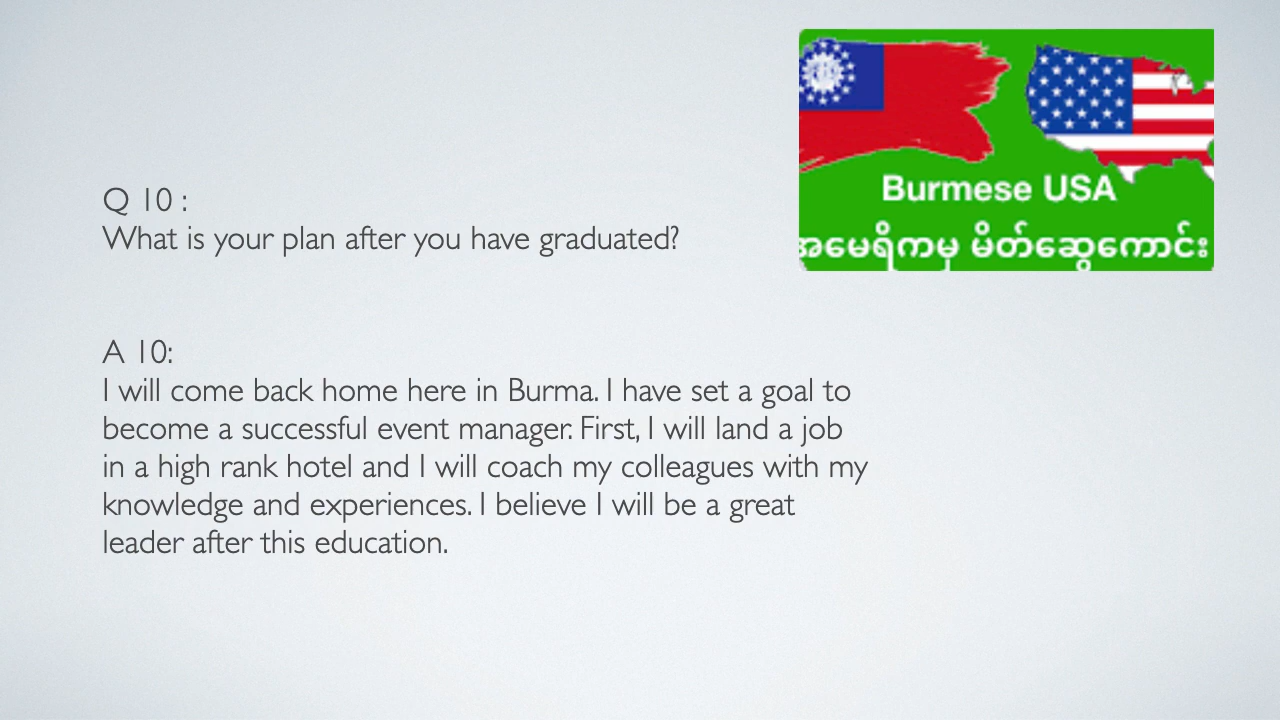 Q 10 :
What is your plan after you have graduated?
A 10:
I will come back home here in Burma. I have set a goal to
become a successful event manager. First, I will land a job
in a high rank hotel and I will coach my colleagues with my
knowledge and experiences. I believe I will be a great
leader after this education.
Burmese USA
အမေရိကမှ မိတ်ဆွေကောင်း